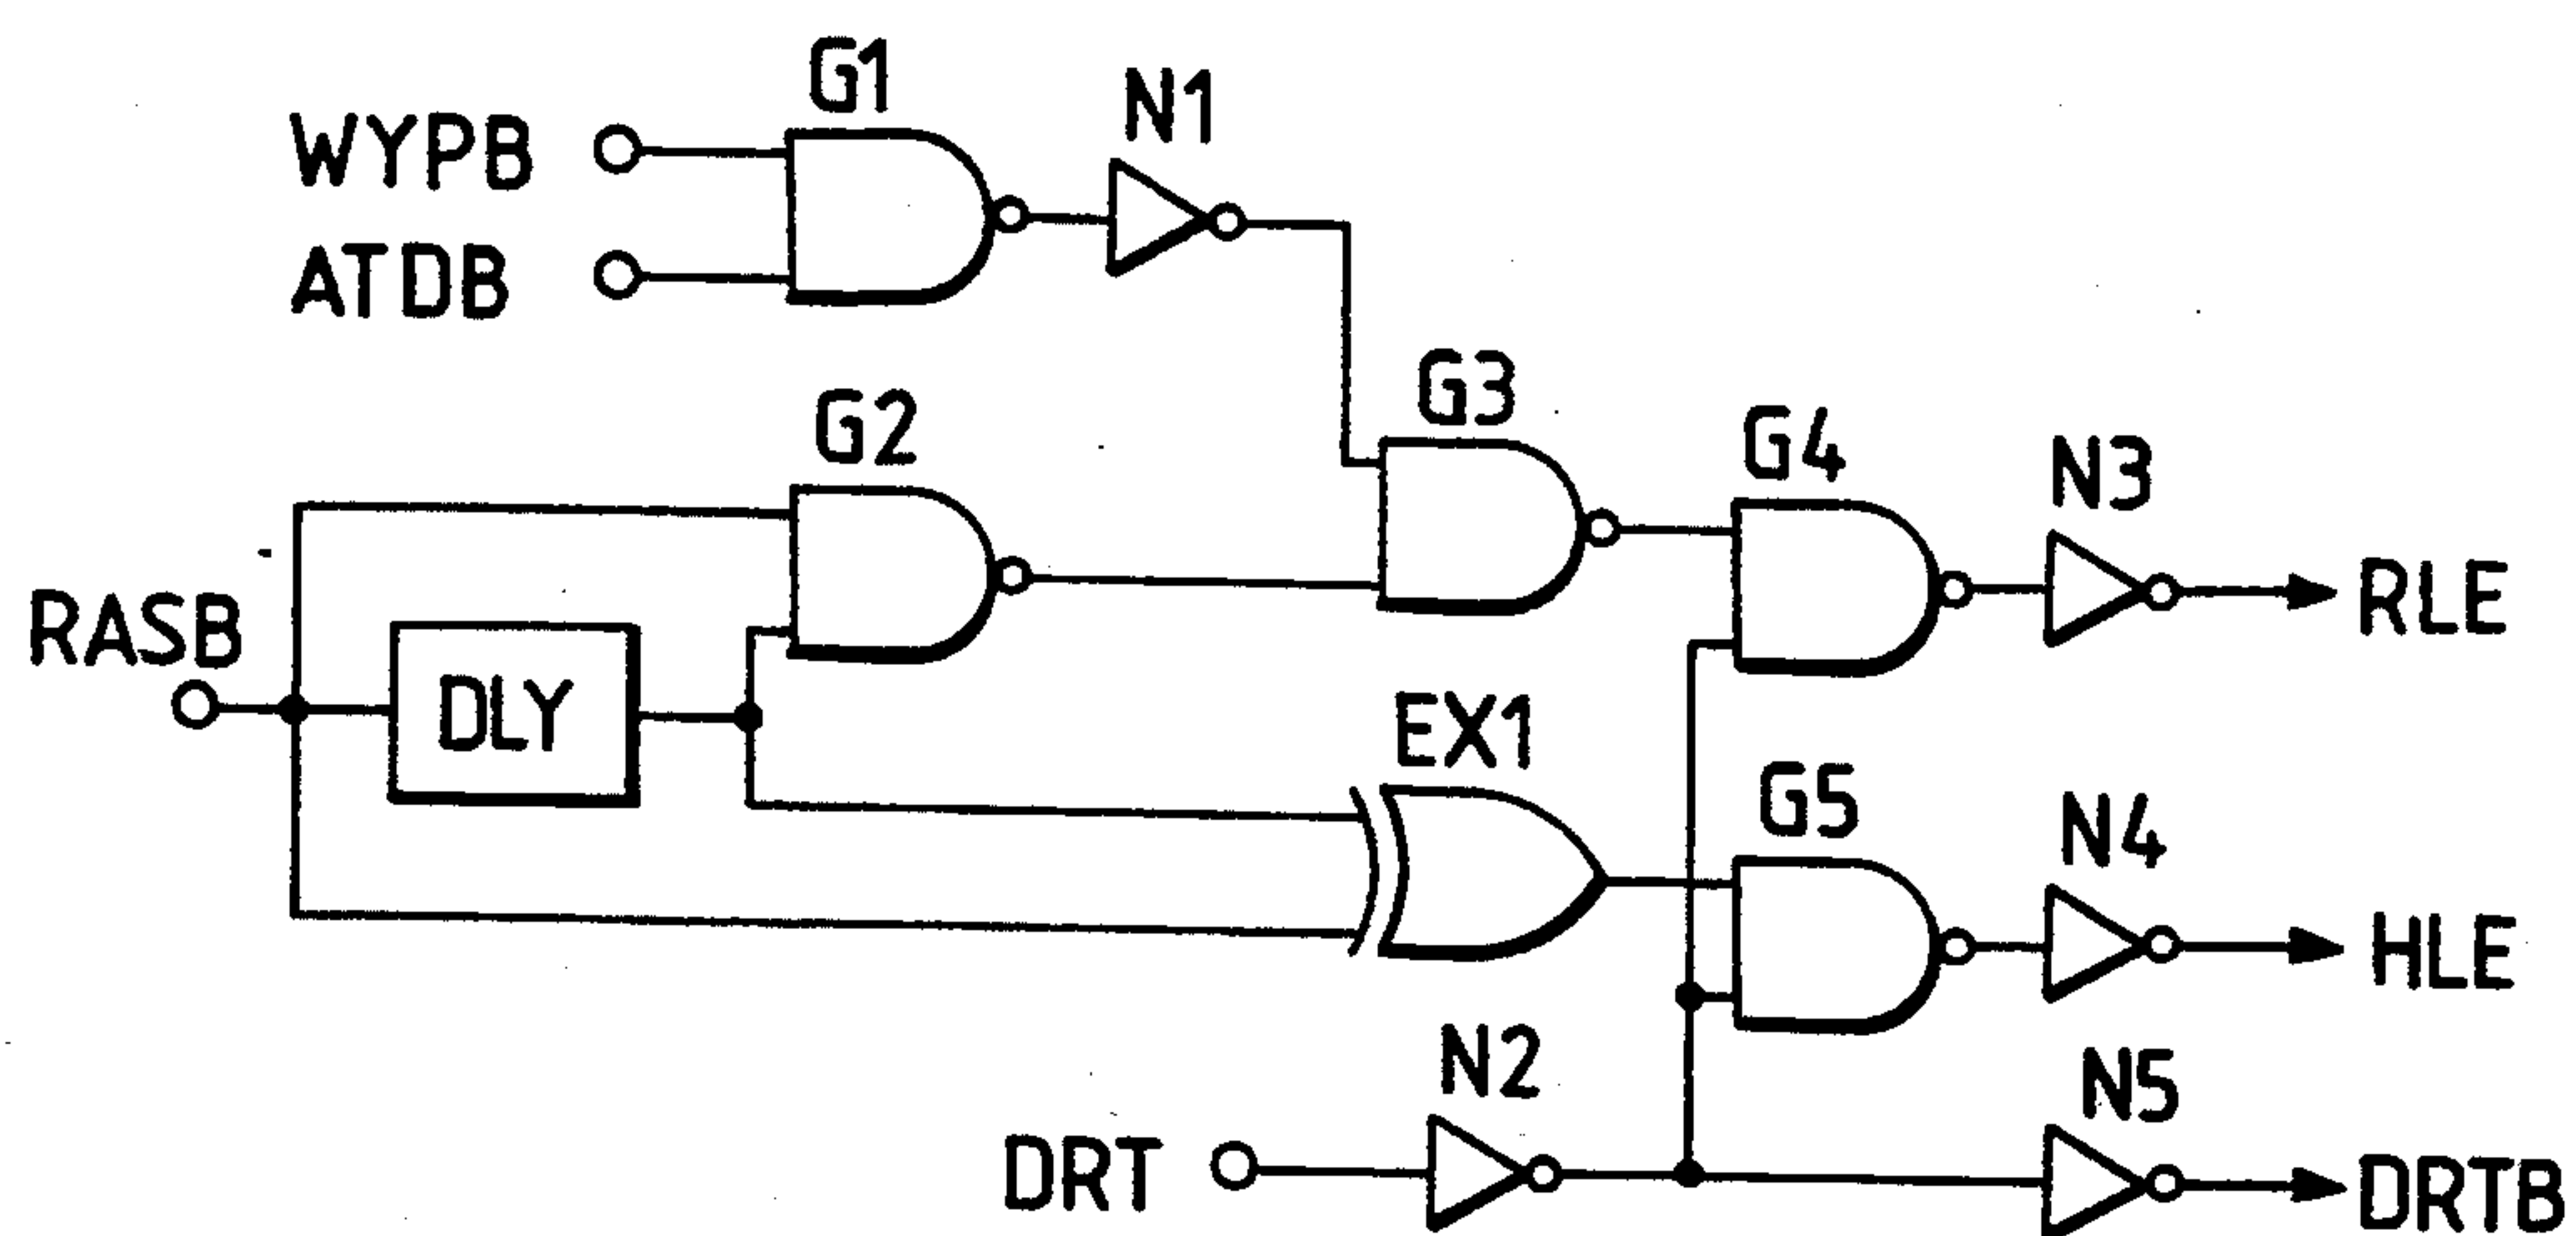 G1
N1
WYPB
ATDB
G2
G3
G4
N3
RASB
DLY
RLE
EX1
G5
N4
HLE
N2
N5
DRT
DRTB